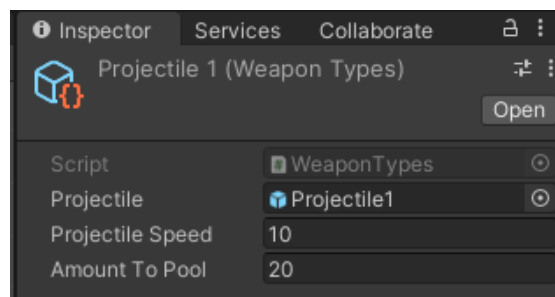 Inspector Services Collaborate
Projectile 1 (Weapon Types)
Open
Script WeaponTypes
Projectile Projectile1
Projectile Speed 10
Amount To Pool 20